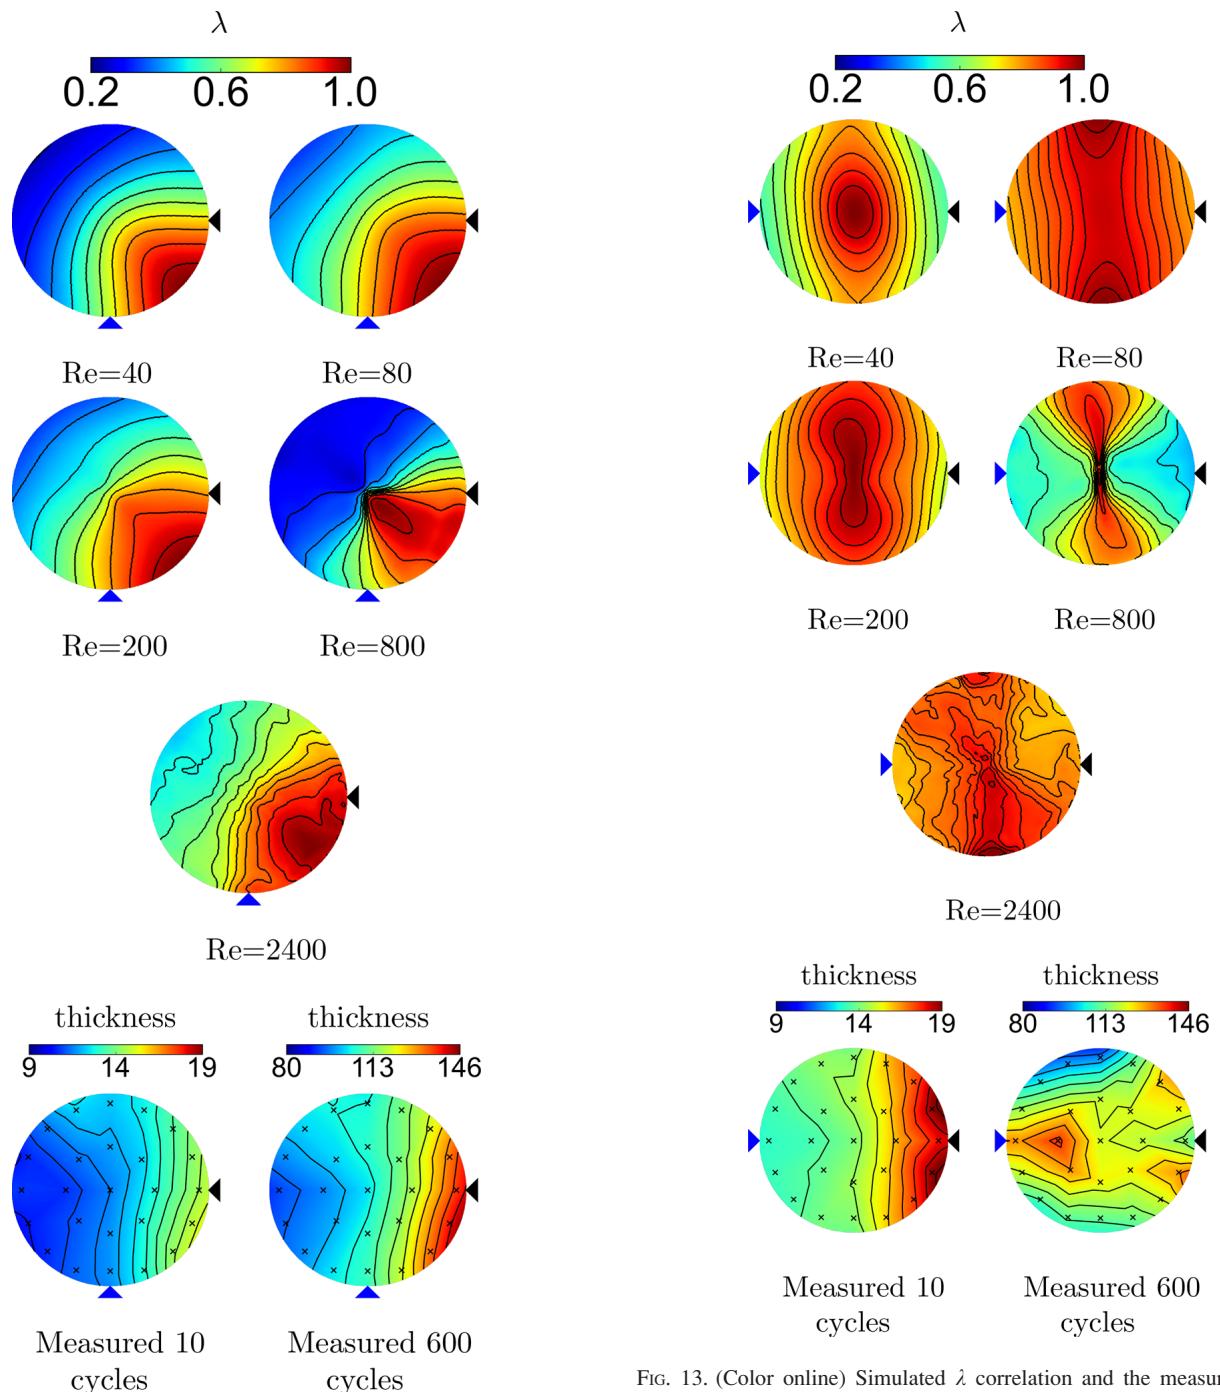 λ
0.2 0.6 1.0
Re=40 Re=80
Re=200 Re=800
Re=2400
thickness thickness
9 14 19 80 113 146
Measured 10 Measured 600
cycles cycles
λ
0.2 0.6 1.0
Re=40 Re=80
Re=200 Re=800
Re=2400
thickness thickness
9 14 19 80 113 146
Measured 10 Measured 600
cycles cycles
FIG. 13. (Color online) Simulated λ correlation and the measur